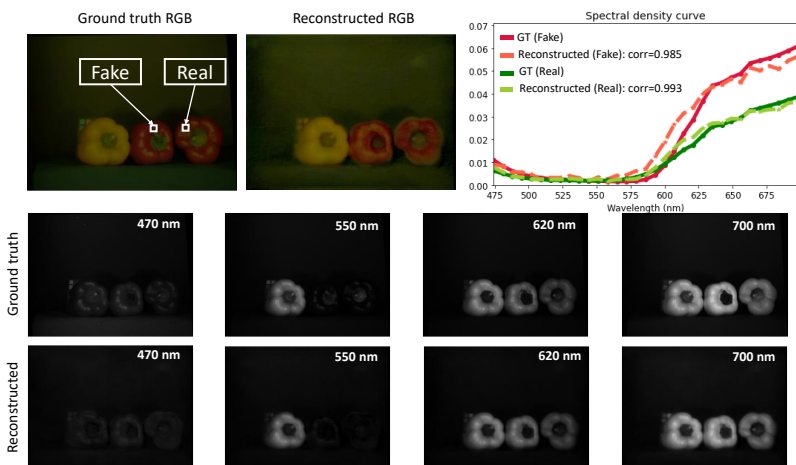 Ground truth RGB
Reconstructed RGB
Spectral density curve
Fake
Real
GT (Fake)
Reconstructed (Fake): corr=0.985
GT (Real)
Reconstructed (Real): corr=0.993
0.07
0.06
0.05
0.04
0.03
0.02
0.01
0.00
475 500 525 550 575 600 625 650 675
Wavelength (nm)
Ground truth
470 nm
550 nm
620 nm
700 nm
Reconstructed
470 nm
550 nm
620 nm
700 nm